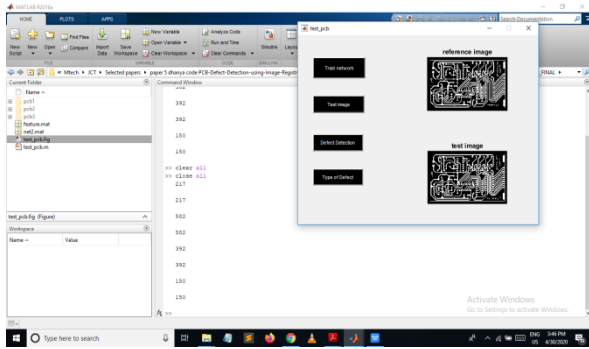 MATLAB R2018a
HOME PLOTS APPS
Search Documentation
New Script
New
Open
Find Files
Compare
Import Data
Save Workspace
New Variable
Open Variable
Clear Workspace
Analyze Code
Run and Time
Clear Commands
Simulink
Layout
FILE VARIABLE CODE SIMULINK
« Mtech ▸ JCT ▸ Selected papers ▸ paper 5 dhanya code PCB-Defect-Detection-using-Image-Registr
_FINAL
Current Folder
Name
pcb1
pcb2
pcb3
feature.mat
net2.mat
test_pcb.fig
test_pcb.m
test_pcb.fig (Figure)
Workspace
Name Value
Command Window
392
392
150
150
>> clear all
>> close all
217
217
502
502
392
392
150
150
fx >>
test_pcb
Train network
Test Image
Defect Detection
Type of Defect
reference image
test image
Activate Windows
Go to Settings to activate Windows.
Type here to search
ENG
US
3:46 PM
4/30/2020